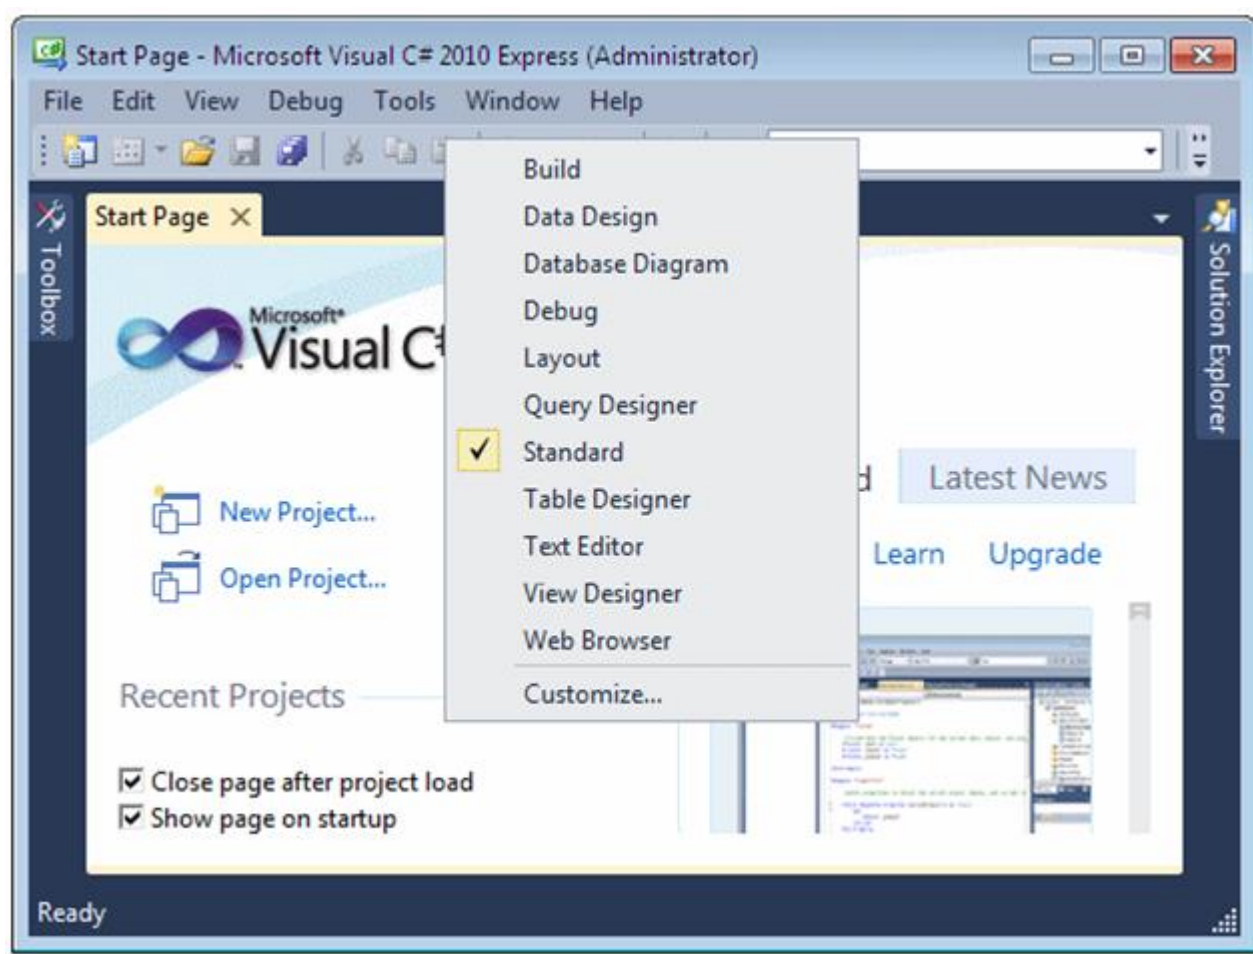 Start Page - Microsoft Visual C# 2010 Express (Administrator)
File Edit View Debug Tools Window Help
Start Page
Toolbox
Solution Explorer
Microsoft®
Visual C#
Build
Data Design
Database Diagram
Debug
Layout
Query Designer
Standard
Table Designer
Text Editor
View Designer
Web Browser
Customize...
New Project...
Open Project...
Latest News
Learn Upgrade
Recent Projects
Close page after project load
Show page on startup
Ready